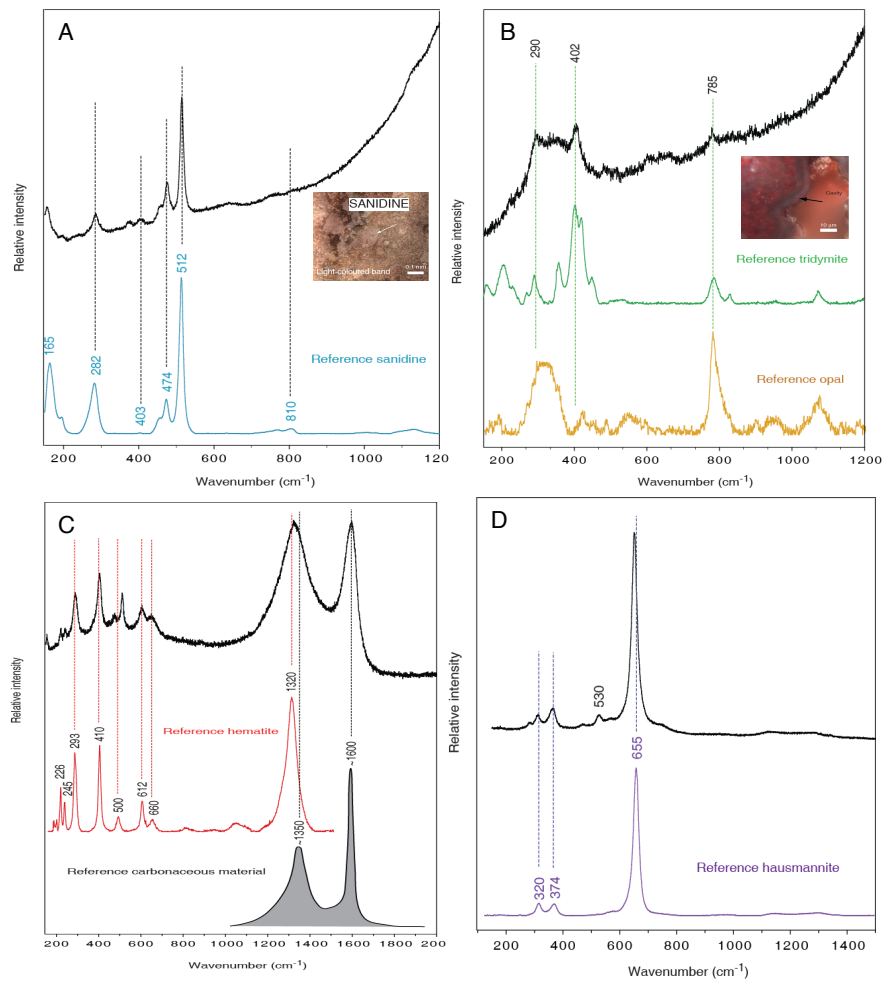 A
Relative intensity
SANIDINE
Light-coloured band
0.1 mm
165
282
403
474
512
810
Reference sanidine
200
400
600
800
1000
120
Wavenumber (cm-1)
B
290
402
785
Relative intensity
Cavity
10 µm
Reference tridymite
Reference opal
200
400
600
800
1000
1200
Wavenumber (cm-1)
C
Relative intensity
1320
~1600
Reference hematite
293
410
226
245
500
612
660
~1350
Reference carbonaceous material
200
400
600
800
1000
1200
1400
1600
1800
200
Wavenumber (cm-1)
D
Relative intensity
530
655
Reference hausmannite
320
374
200
400
600
800
1000
1200
1400
Wavenumber (cm-1)